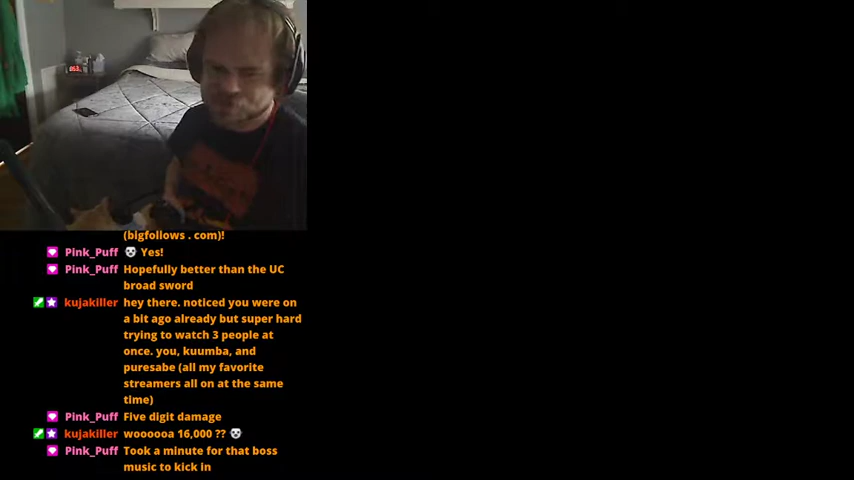 (bigfollows . com)!
Pink_Puff Yes!
Pink_Puff Hopefully better than the UC
broad sword
kujakiller hey there. noticed you were on
a bit ago already but super hard
trying to watch 3 people at
once. you, kuumba, and
puresabe (all my favorite
streamers all on at the same
time)
Pink_Puff Five digit damage
kujakiller woooooa 16,000 ??
Pink_Puff Took a minute for that boss
music to kick in